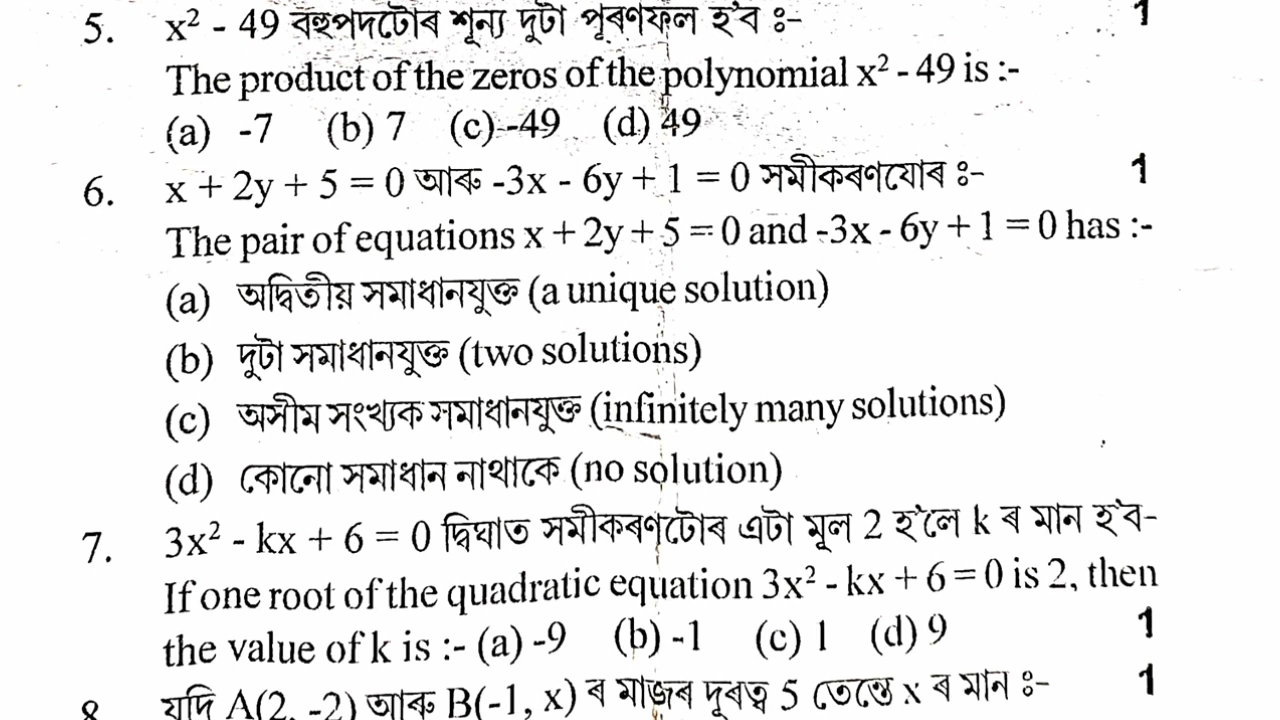 5. x² - 49 বহুপদটোৰ শূন্য দুটা পূৰণফল হ'ব ঃ- 1
The product of the zeros of the polynomial x² - 49 is :-
(a) -7 (b) 7 (c) -49 (d) 49
6. x + 2y + 5 = 0 আৰু -3x - 6y + 1 = 0 সমীকৰণযোৰ ঃ- 1
The pair of equations x + 2y + 5 = 0 and -3x - 6y + 1 = 0 has :-
(a) অদ্বিতীয় সমাধানযুক্ত (a unique solution)
(b) দুটা সমাধানযুক্ত (two solutions)
(c) অসীম সংখ্যক সমাধানযুক্ত (infinitely many solutions)
(d) কোনো সমাধান নাথাকে (no solution)
7. 3x² - kx + 6 = 0 দ্বিঘাত সমীকৰণটোৰ এটা মূল 2 হ'লে k ৰ মান হ'ব-
If one root of the quadratic equation 3x² - kx + 6 = 0 is 2, then
the value of k is :- (a) -9 (b) -1 (c) 1 (d) 9 1
8 যদি A(2, -2) আৰু B(-1, x) ৰ মাজৰ দূৰত্ব 5 তেন্তে x ৰ মান ঃ- 1